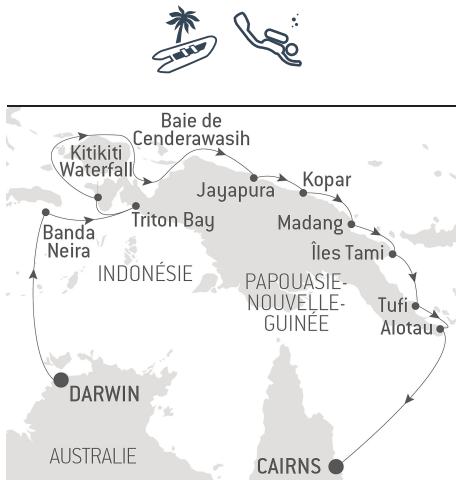 Baie de
Cenderawasih
Kitikiti
Waterfall
Jayapura
Kopar
Triton Bay
Madang
Banda
Neira
Îles Tami
INDONÉSIE
PAPOUASIE-
NOUVELLE-
GUINÉE
Tufi
Alotau
DARWIN
AUSTRALIE
CAIRNS